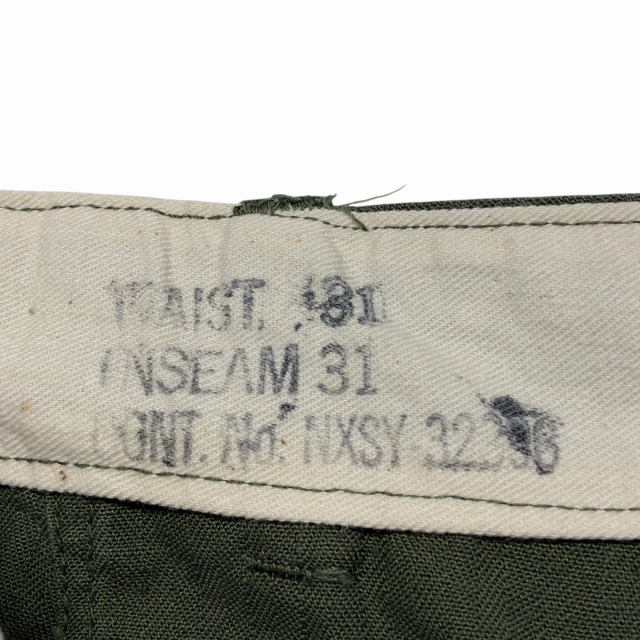 WAIST. 31
INSEAM 31
CONT. No.